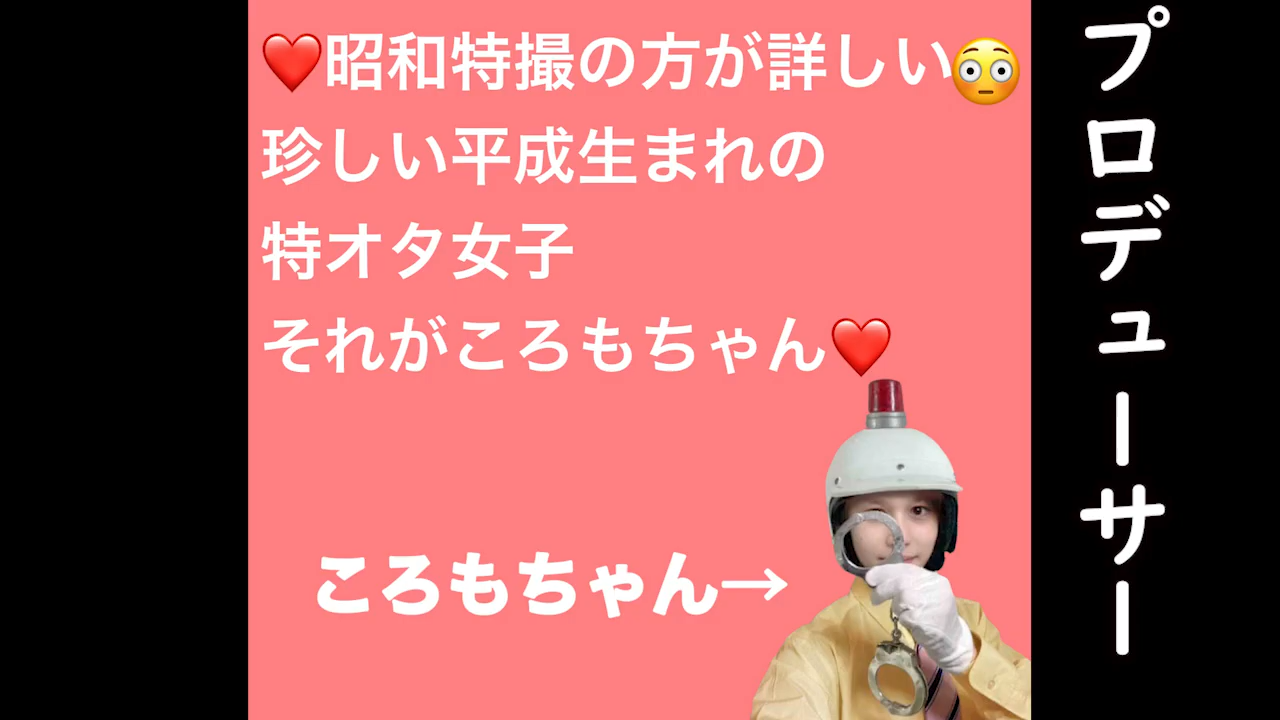 ❤️昭和特撮の方が詳しい😳
珍しい平成生まれの
特オタ女子
それがころもちゃん❤️
ころもちゃん→
プロデューサー